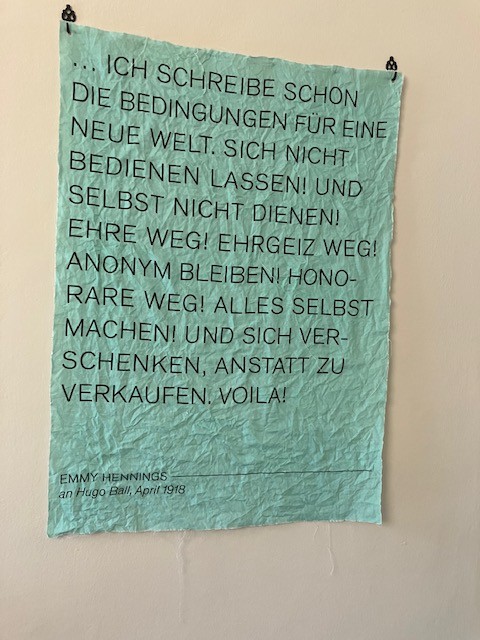 ... ICH SCHREIBE SCHON
DIE BEDINGUNGEN FÜR EINE
NEUE WELT. SICH NICHT
BEDIENEN LASSEN! UND
SELBST NICHT DIENEN!
EHRE WEG! EHRGEIZ WEG!
ANONYM BLEIBEN! HONO-
RARE WEG! ALLES SELBST
MACHEN! UND SICH VER-
SCHENKEN, ANSTATT ZU
VERKAUFEN. VOILA!
EMMY HENNINGS
an Hugo Ball, April 1918